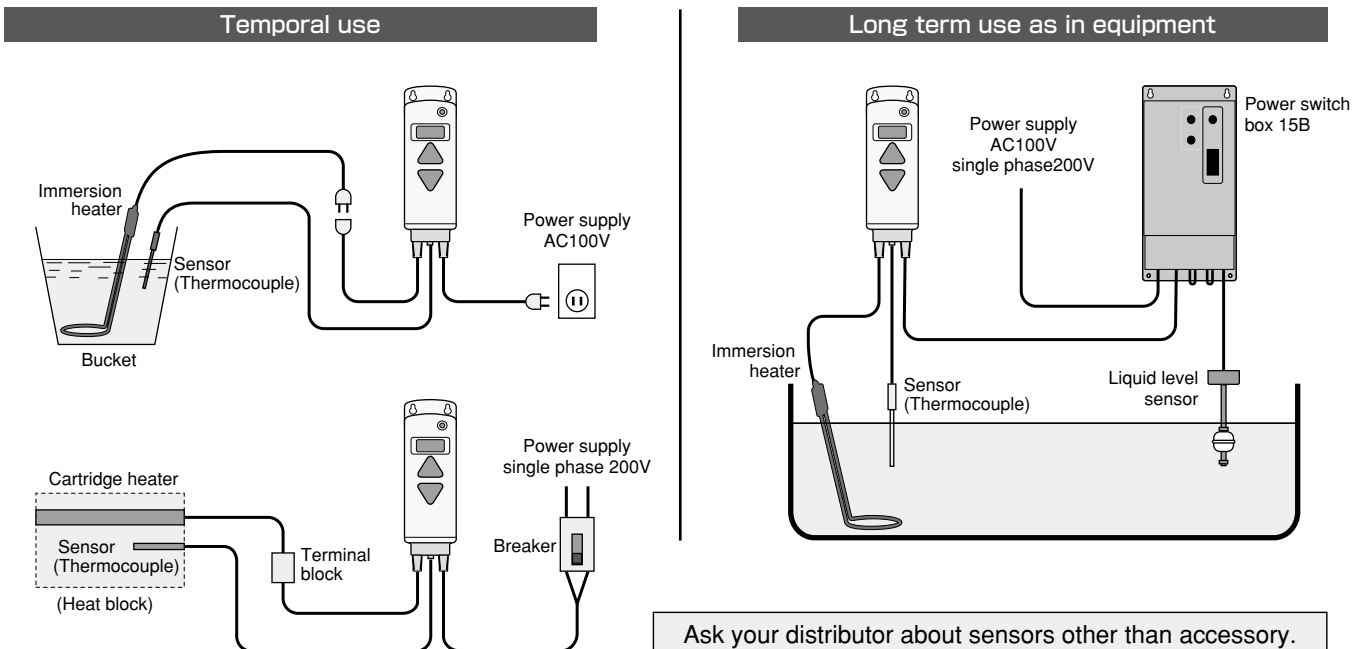 Temporal use
Immersion
heater
Sensor
(Thermocouple)
Bucket
Power supply
AC100V
Cartridge heater
Sensor
(Thermocouple)
(Heat block)
Terminal
block
Power supply
single phase 200V
Breaker
Long term use as in equipment
Power supply
AC100V
single phase200V
Power switch
box 15B
Immersion
heater
Sensor
(Thermocouple)
Liquid level
sensor
Ask your distributor about sensors other than accessory.